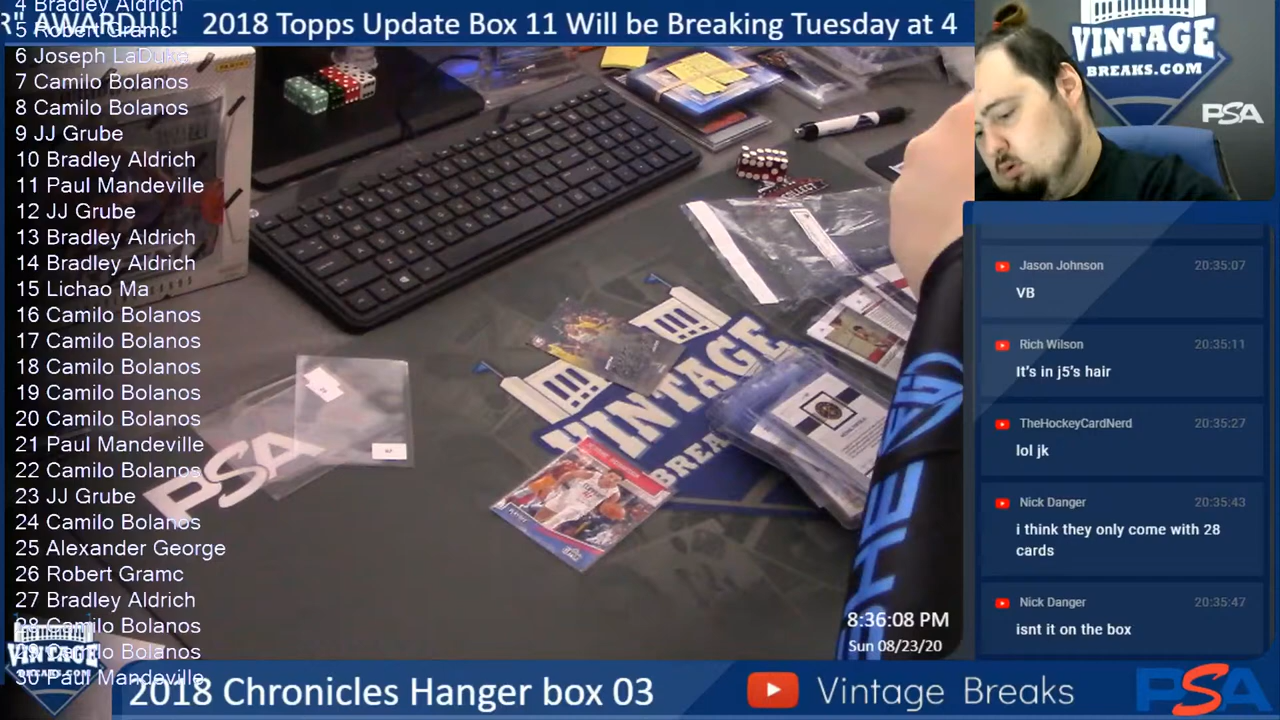 R" AWARD!!!! 2018 Topps Update Box 11 Will be Breaking Tuesday at 4
4 Bradley Aldrich
5 Robert Gramc
6 Joseph LaDuke
7 Camilo Bolanos
8 Camilo Bolanos
9 JJ Grube
10 Bradley Aldrich
11 Paul Mandeville
12 JJ Grube
13 Bradley Aldrich
14 Bradley Aldrich
15 Lichao Ma
16 Camilo Bolanos
17 Camilo Bolanos
18 Camilo Bolanos
19 Camilo Bolanos
20 Camilo Bolanos
21 Paul Mandeville
22 Camilo Bolanos
23 JJ Grube
24 Camilo Bolanos
25 Alexander George
26 Robert Gramc
27 Bradley Aldrich
28 Camilo Bolanos
29 Camilo Bolanos
30 Paul Mandeville
VINTAGE
BREAKS.COM
PSA
Jason Johnson 20:35:07
VB
Rich Wilson 20:35:11
It's in j5's hair
TheHockeyCardNerd 20:35:27
lol jk
Nick Danger 20:35:43
i think they only come with 28
cards
Nick Danger 20:35:47
isnt it on the box
VINTAGE
BREA
PSA
8:36:08 PM
Sun 08/23/20
VINTAGE
BREAKS.COM
2018 Chronicles Hanger box 03
Vintage Breaks
PSA